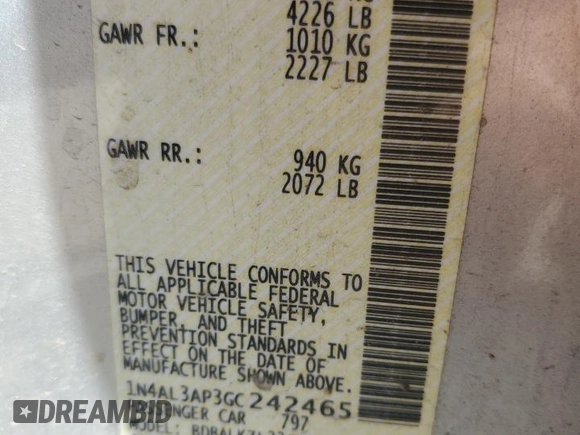 4226 LB
GAWR FR.: 1010 KG
2227 LB
GAWR RR.: 940 KG
2072 LB
THIS VEHICLE CONFORMS TO
ALL APPLICABLE FEDERAL
MOTOR VEHICLE SAFETY,
BUMPER, AND THEFT
PREVENTION STANDARDS IN
EFFECT ON THE DATE OF
MANUFACTURE SHOWN ABOVE.
1N4AL3AP3GC242465
CAR 797
DREAMBID